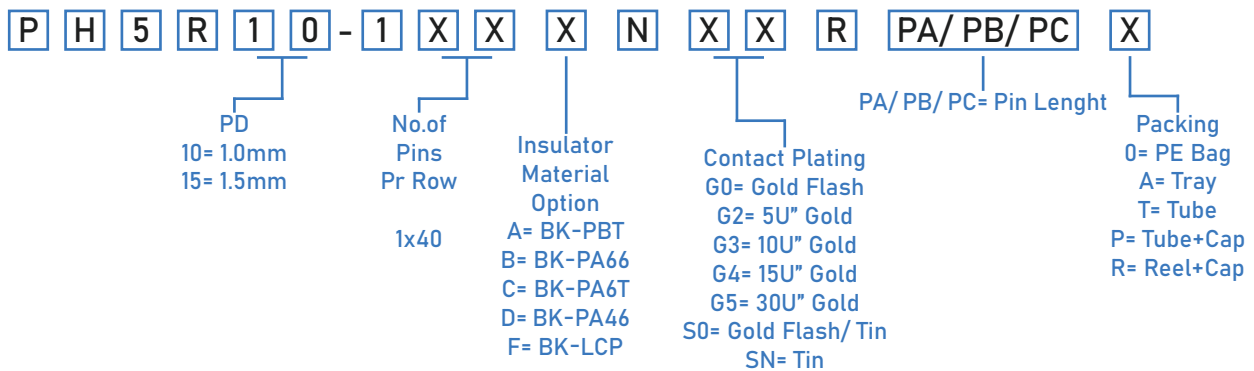 P H 5 R 1 0 - 1 X X X N X X R PA/ PB/ PC X
PD
10= 1.0mm
15= 1.5mm
No.of
Pins
Pr Row
1x40
Insulator
Material
Option
A= BK-PBT
B= BK-PA66
C= BK-PA6T
D= BK-PA46
F= BK-LCP
Contact Plating
G0= Gold Flash
G2= 5U” Gold
G3= 10U” Gold
G4= 15U” Gold
G5= 30U” Gold
S0= Gold Flash/ Tin
SN= Tin
PA/ PB/ PC= Pin Lenght
Packing
0= PE Bag
A= Tray
T= Tube
P= Tube+Cap
R= Reel+Cap